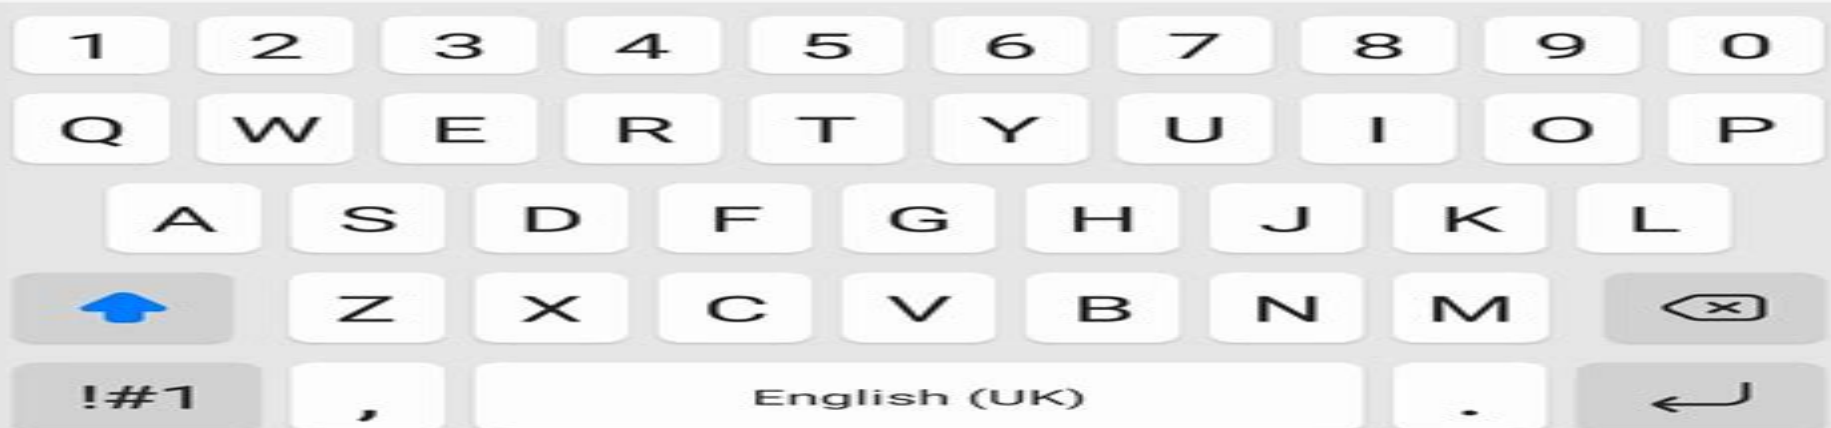 1 2 3 4 5 6 7 8 9 0
Q W E R T Y U I O P
A S D F G H J K L
Z X C V B N M
!#1 , English (UK) .